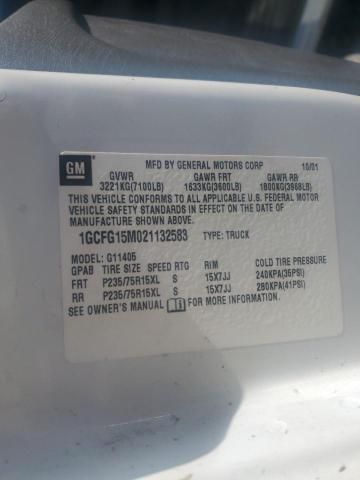 GM
MFD BY GENERAL MOTORS CORP 10/01
GVWR GAWR FRT GAWR RR
3221KG(7100LB) 1633KG(3600LB) 1800KG(3968LB)
THIS VEHICLE CONFORMS TO ALL APPLICABLE U.S. FEDERAL MOTOR
VEHICLE SAFETY STANDARDS IN EFFECT ON THE DATE OF
MANUFACTURE SHOWN ABOVE.
1GCFG15M021132583 TYPE: TRUCK
MODEL: G11405
GPAB TIRE SIZE SPEED RTG RIM COLD TIRE PRESSURE
FRT P235/75R15XL S 15X7JJ 240KPA(35PSI)
RR P235/75R15XL S 15X7JJ 280KPA(41PSI)
SEE OWNER'S MANUAL FOR MORE INFORMATION.